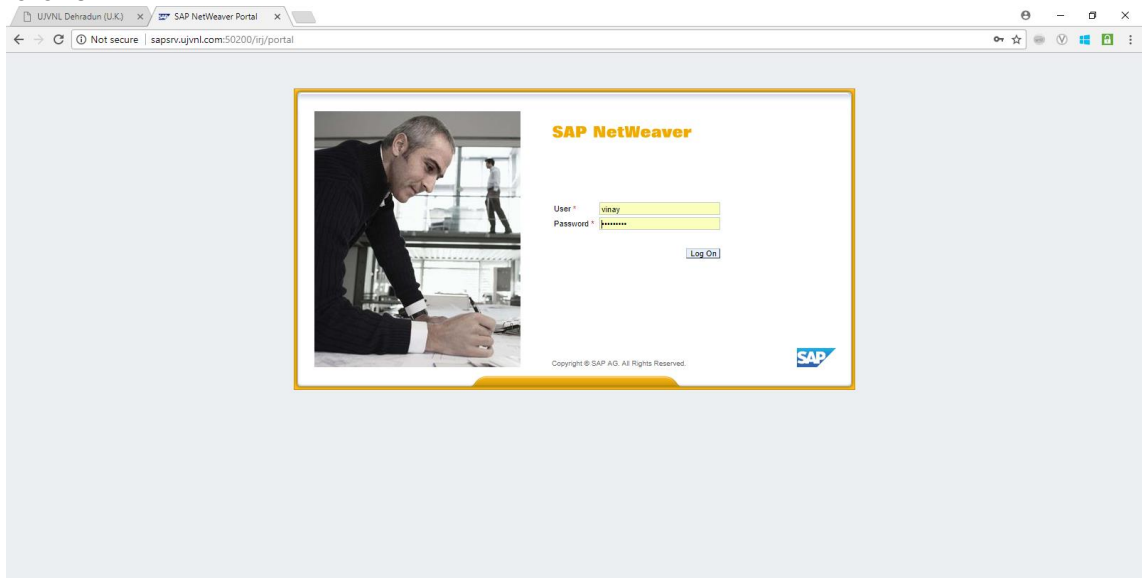 UJVNL Dehradun (U.K.) SAP NetWeaver Portal
Not secure sapsrv.ujvnl.com:50200/irj/portal
SAP NetWeaver
User * vinay
Password * •••••••••
Log On
Copyright © SAP AG. All Rights Reserved.
SAP